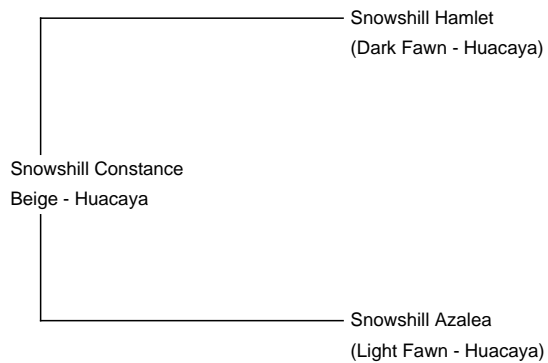 Snowshill Hamlet
(Dark Fawn - Huacaya)
Snowshill Constance
Beige - Huacaya
Snowshill Azalea
(Light Fawn - Huacaya)